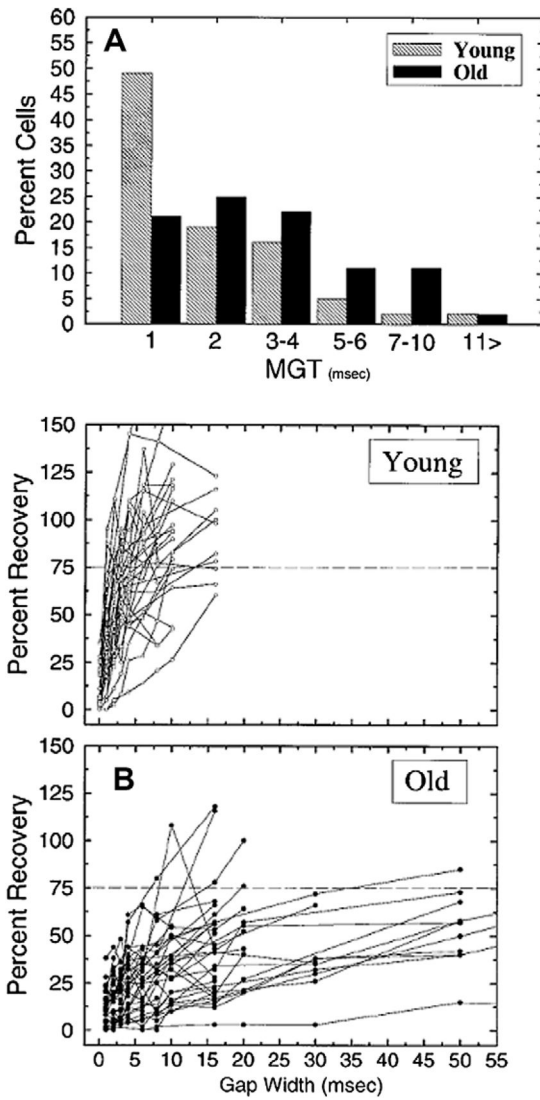 60
55
50
45
40
35
30
25
20
15
10
5
0
Percent Cells
A
Young
Old
1 2 3-4 5-6 7-10 11>
MGT (msec)
150
125
100
75
50
25
0
Percent Recovery
Young
150
125
100
75
50
25
0
Percent Recovery
B
Old
0 5 10 15 20 25 30 35 40 45 50 55
Gap Width (msec)